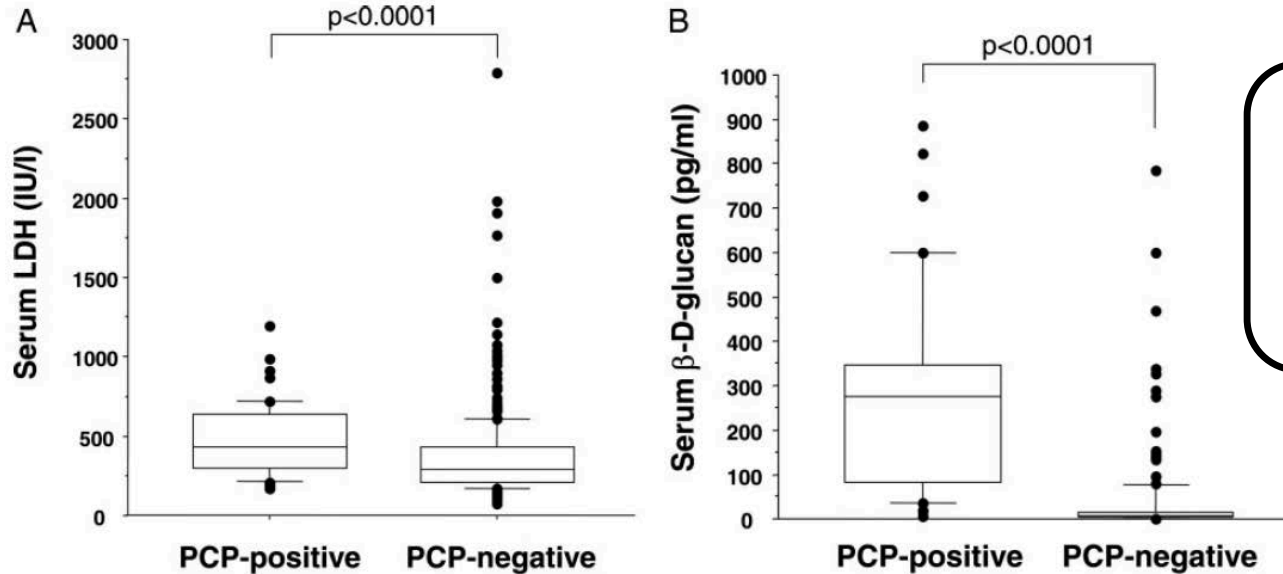 A
p<0.0001
Serum LDH (IU/l)
3000
2500
2000
1500
1000
500
0
PCP-positive
PCP-negative
B
p<0.0001
Serum β-D-glucan (pg/ml)
1000
900
800
700
600
500
400
300
200
100
0
PCP-positive
PCP-negative